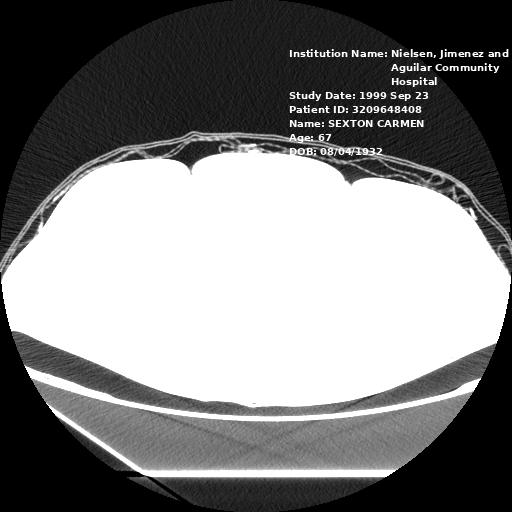 Institution Name: Nielsen, Jimenez and
Aguilar Community
Hospital
Study Date: 1999 Sep 23
Patient ID: 3209648408
Name: SEXTON CARMEN
Age: 67
DOB: 08/04/1932